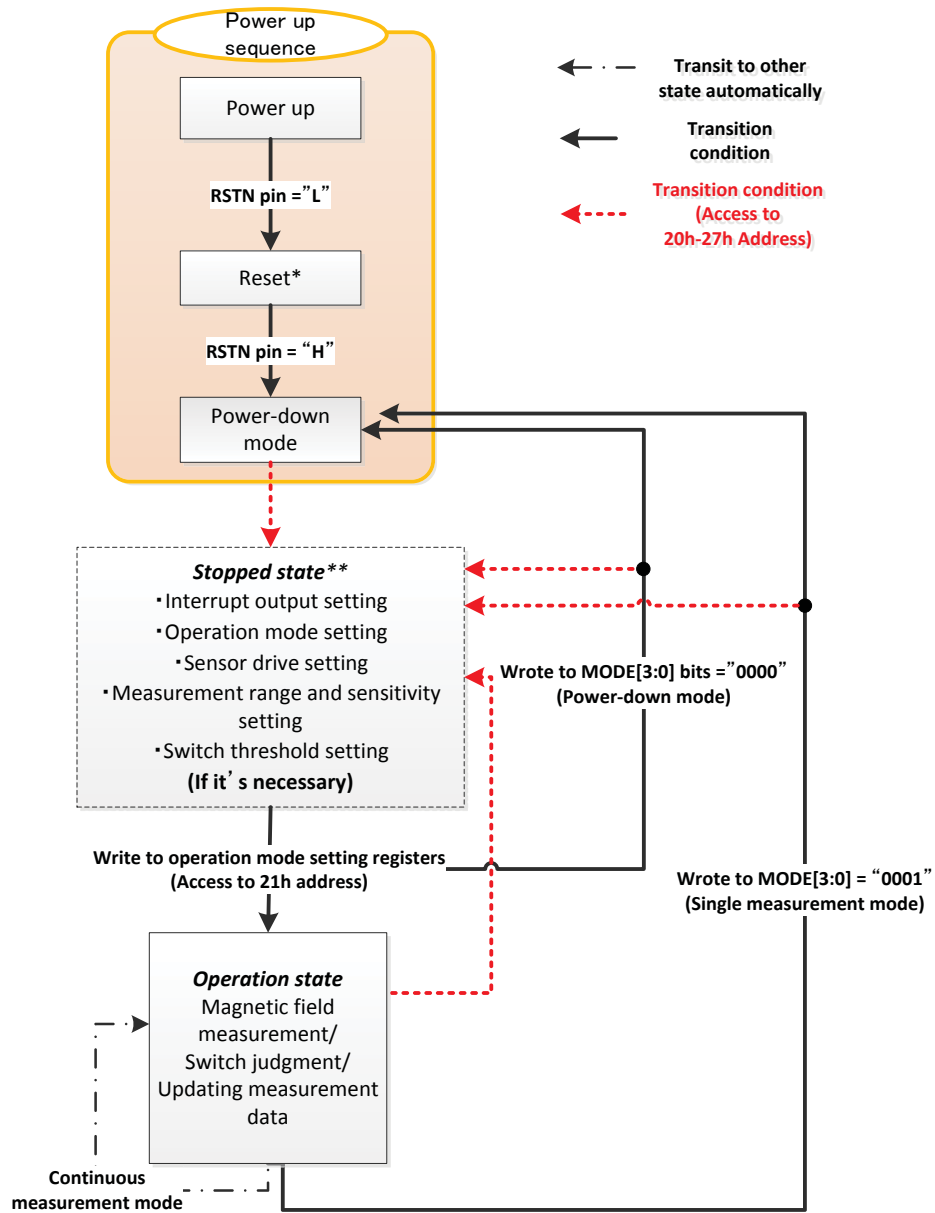 Power up
sequence
Power up
RSTN pin =”L”
Reset*
RSTN pin = “H”
Power-down
mode
Transit to other
state automatically
Transition
condition
Transition condition
(Access to
20h-27h Address)
Stopped state**
・Interrupt output setting
・Operation mode setting
・Sensor drive setting
・Measurement range and sensitivity
setting
・Switch threshold setting
(If it’s necessary)
Wrote to MODE[3:0] bits =”0000”
(Power-down mode)
Write to operation mode setting registers
(Access to 21h address)
Wrote to MODE[3:0] = “0001”
(Single measurement mode)
Operation state
Magnetic field
measurement/
Switch judgment/
Updating measurement
data
Continuous
measurement mode